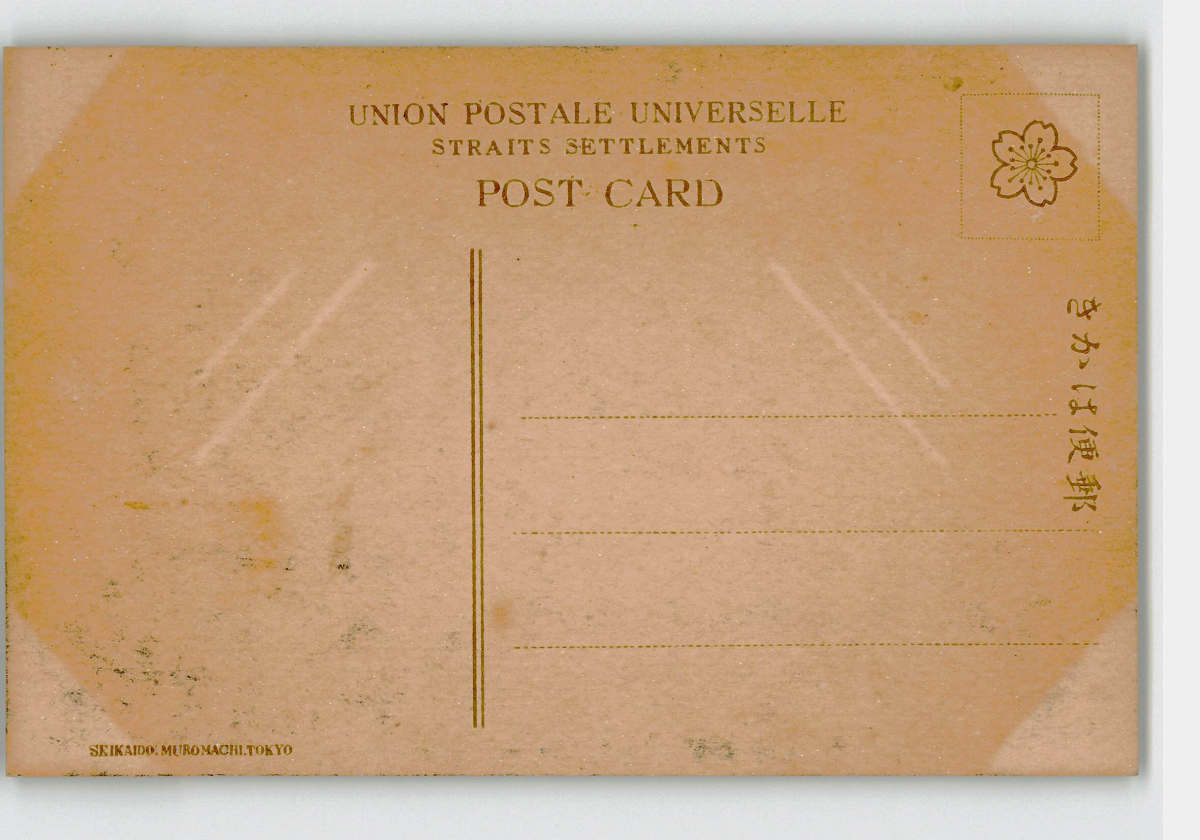 UNION POSTALE UNIVERSELLE
STRAITS SETTLEMENTS
POST CARD
きかは便郵
SEIKAIDO. MUROMACHI. TOKYO